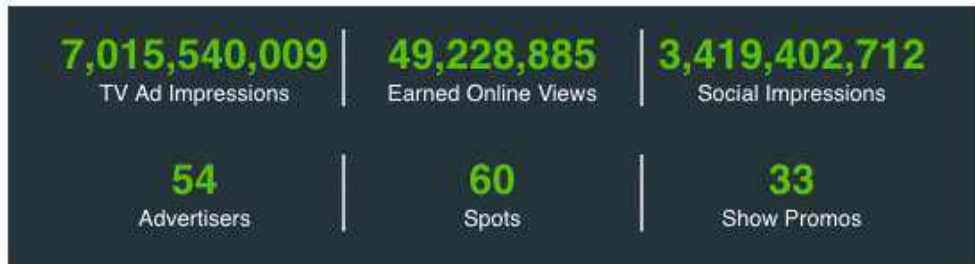 7,015,540,009 49,228,885 3,419,402,712
TV Ad Impressions Earned Online Views Social Impressions
54 60 33
Advertisers Spots Show Promos